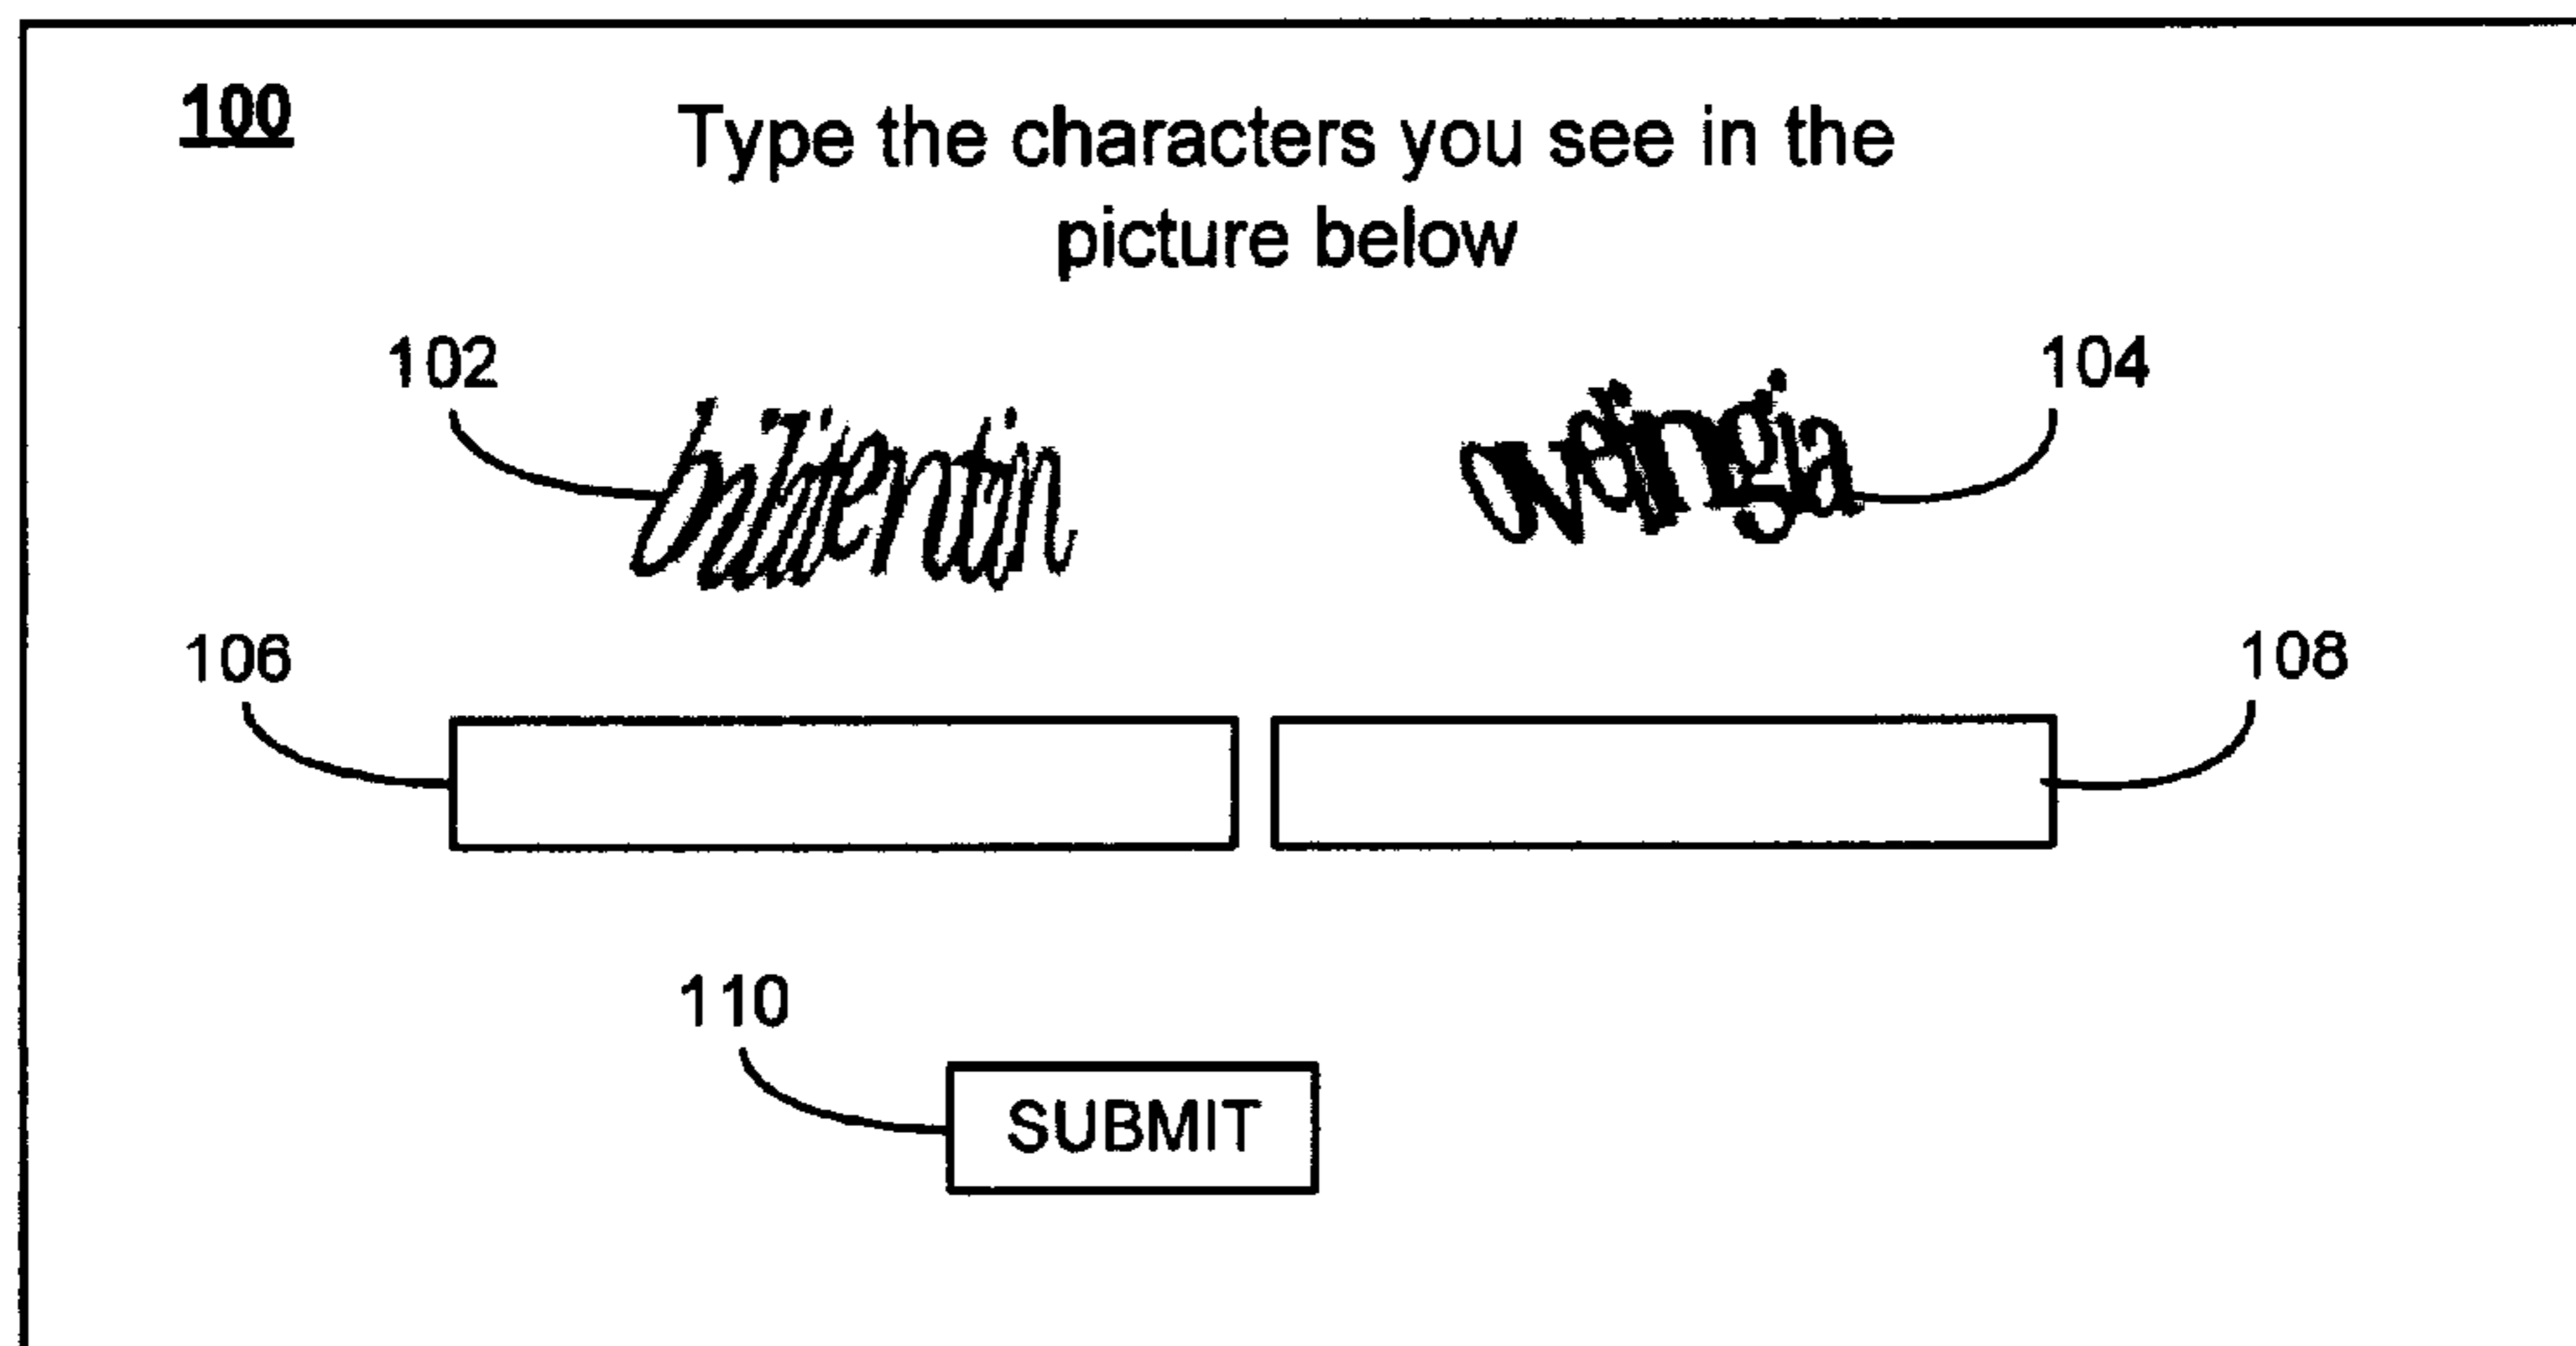 100
Type the characters you see in the
picture below
102
104
106
108
110
SUBMIT